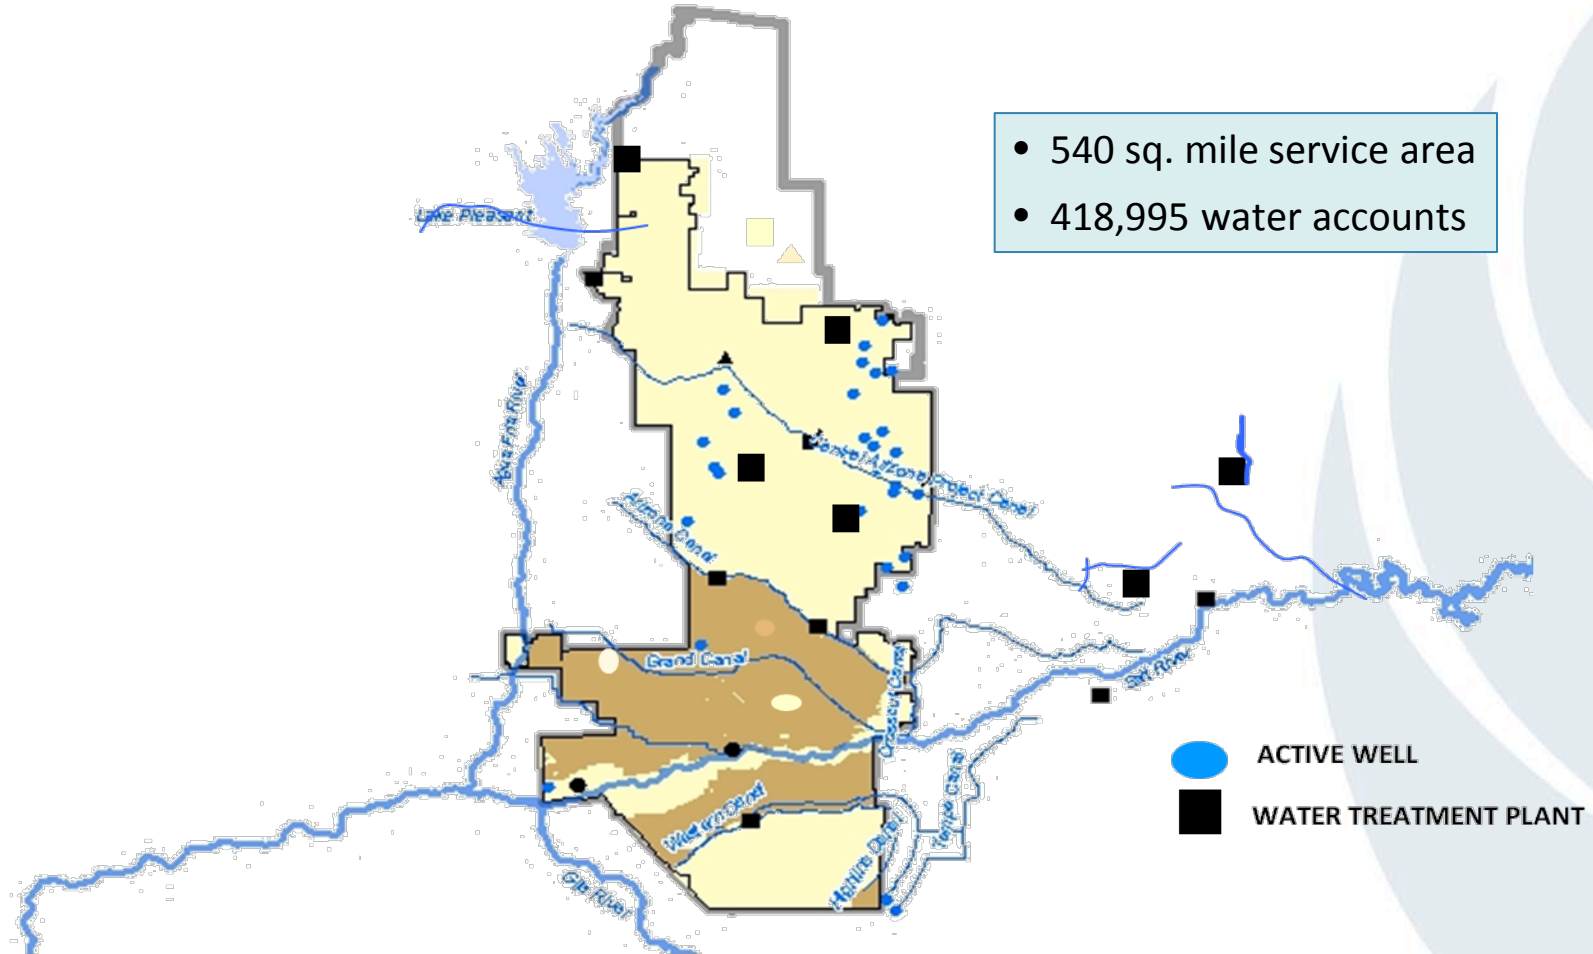 • 540 sq. mile service area
• 418,995 water accounts
Lake Pleasant
Agua Fria River
Central Arizona Project Canal
Arizona Canal
Grand Canal
Crosscut Canal
Salt River
Tempe Canal
Western Canal
Highline Canal
Gila River
ACTIVE WELL
WATER TREATMENT PLANT